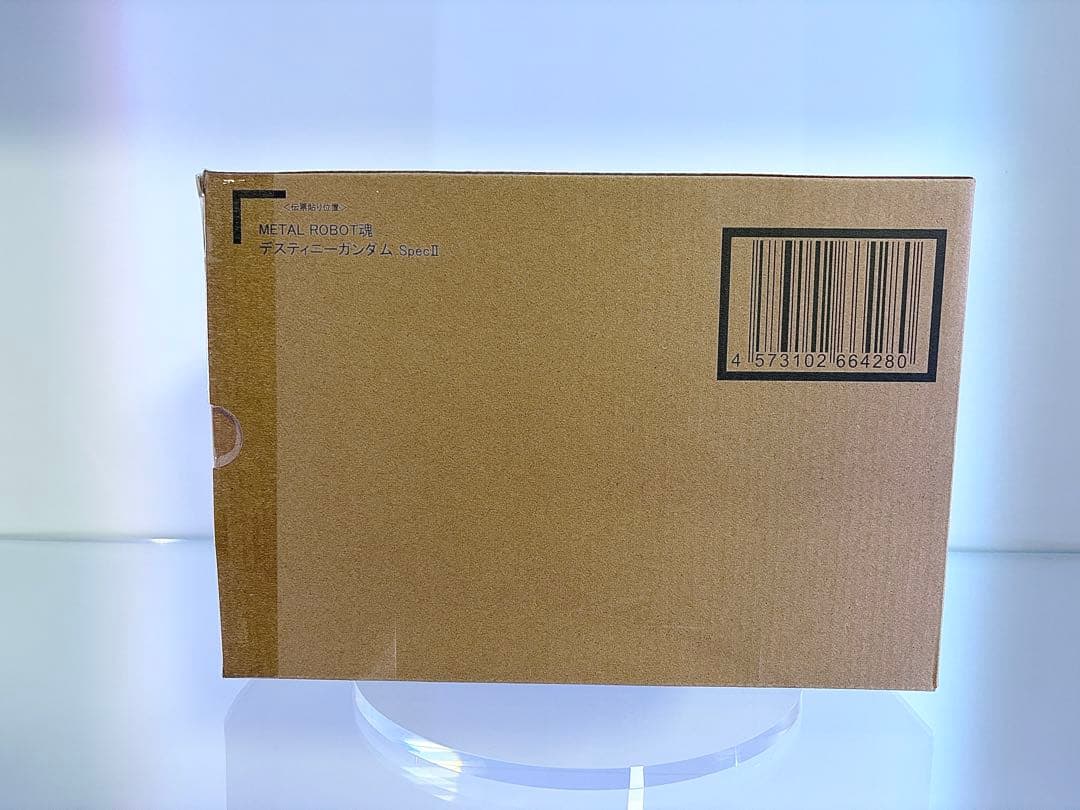 <伝票貼り位置>
METAL ROBOT魂
デスティニーガンダム SpecⅡ
4 573102 664280